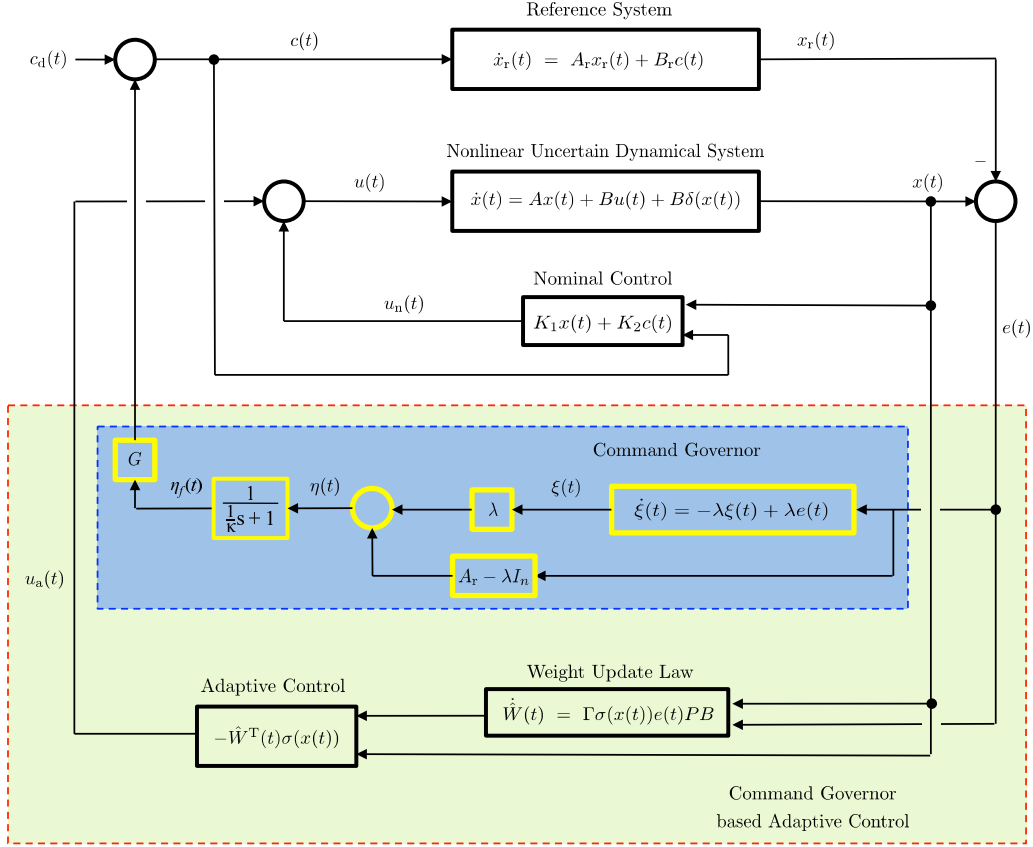 Reference System
c_d(t)
c(t)
ẋ_r(t) = A_r x_r(t) + B_r c(t)
x_r(t)
−
Nonlinear Uncertain Dynamical System
u(t)
ẋ(t) = Ax(t) + Bu(t) + Bδ(x(t))
x(t)
Nominal Control
u_n(t)
K_1x(t) + K_2c(t)
e(t)
Command Governor
G
η_f(t)
1
1/κ s + 1
η(t)
λ
ξ(t)
ξ̇(t) = −λξ(t) + λe(t)
A_r − λI_n
u_a(t)
Adaptive Control
−Ŵ^T(t)σ(x(t))
Weight Update Law
Ŵ̇(t) = Γσ(x(t))e(t)PB
Command Governor
based Adaptive Control